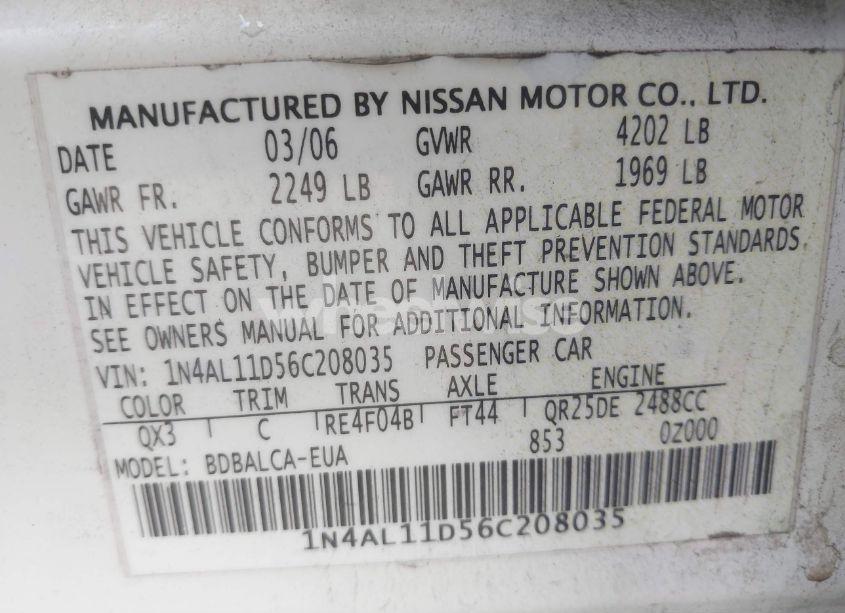 MANUFACTURED BY NISSAN MOTOR CO., LTD.
DATE 03/06 GVWR 4202 LB
GAWR FR. 2249 LB GAWR RR. 1969 LB
THIS VEHICLE CONFORMS TO ALL APPLICABLE FEDERAL MOTOR
VEHICLE SAFETY, BUMPER AND THEFT PREVENTION STANDARDS.
IN EFFECT ON THE DATE OF MANUFACTURE SHOWN ABOVE.
SEE OWNERS MANUAL FOR ADDITIONAL INFORMATION.
VIN: 1N4AL11D56C208035 PASSENGER CAR
COLOR TRIM TRANS AXLE ENGINE
QX3 C RE4F04B FT44 QR25DE 2488CC
853 0Z000
MODEL: BDBALCA-EUA
1N4AL11D56C208035